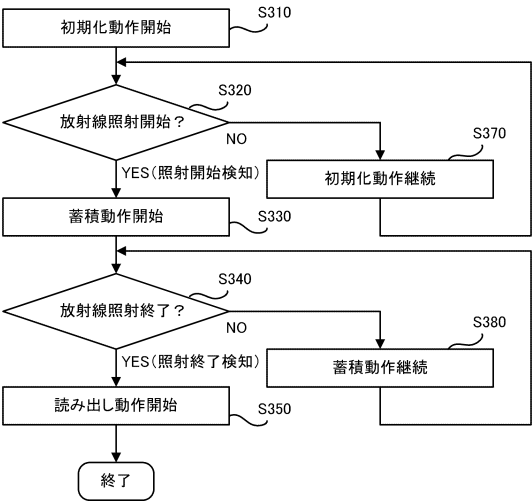 初期化動作開始
S310
放射線照射開始？
S320
NO
YES（照射開始検知）
初期化動作継続
S370
蓄積動作開始
S330
放射線照射終了？
S340
NO
YES（照射終了検知）
蓄積動作継続
S380
読み出し動作開始
S350
終了